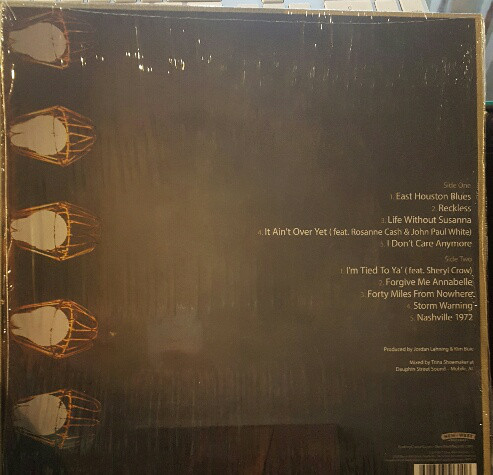 Side One
1. East Houston Blues
2. Reckless
3. Life Without Susanna
4. It Ain't Over Yet ( feat. Rosanne Cash & John Paul White)
5. I Don't Care Anymore
Side Two
1. I'm Tied To Ya' ( feat. Sheryl Crow)
2. Forgive Me Annabelle
3. Forty Miles From Nowhere
4. Storm Warning
5. Nashville 1972
Produced by Jordan Lehning & Kim Buie
Mixed by Trina Shoemaker at
Dauphin Street Sound - Mobile, Al
NEW WEST